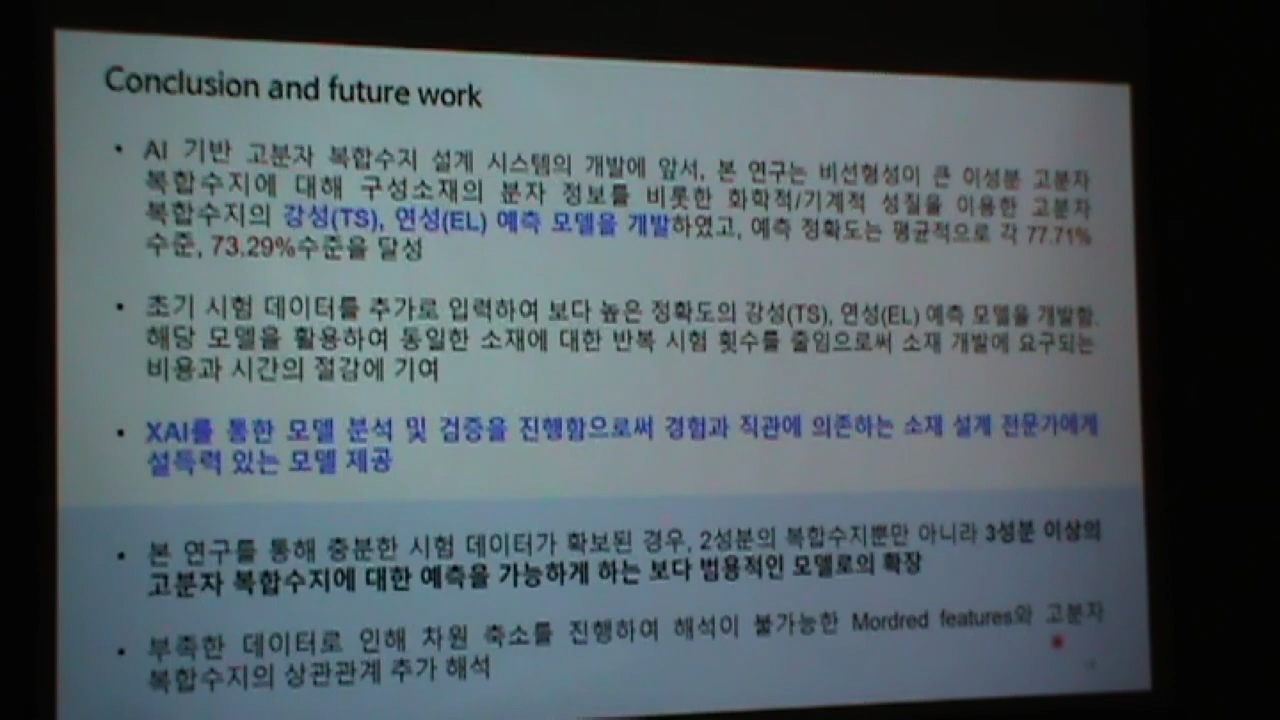 Conclusion and future work
• AI 기반 고분자 복합수지 설계 시스템의 개발에 앞서, 본 연구는 비선형성이 큰 이성분 고분자
복합수지에 대해 구성소재의 분자 정보를 비롯한 화학적/기계적 성질을 이용한 고분자
복합수지의 강성(TS), 연성(EL) 예측 모델을 개발하였고, 예측 정확도는 평균적으로 각 77.71%
수준, 73.29%수준을 달성
• 초기 시험 데이터를 추가로 입력하여 보다 높은 정확도의 강성(TS), 연성(EL) 예측 모델을 개발함.
해당 모델을 활용하여 동일한 소재에 대한 반복 시험 횟수를 줄임으로써 소재 개발에 요구되는
비용과 시간의 절감에 기여
• XAI를 통한 모델 분석 및 검증을 진행함으로써 경험과 직관에 의존하는 소재 설계 전문가에게
설득력 있는 모델 제공
• 본 연구를 통해 충분한 시험 데이터가 확보된 경우, 2성분의 복합수지뿐만 아니라 3성분 이상의
고분자 복합수지에 대한 예측을 가능하게 하는 보다 범용적인 모델로의 확장
• 부족한 데이터로 인해 차원 축소를 진행하여 해석이 불가능한 Mordred features와 고분자
복합수지의 상관관계 추가 해석